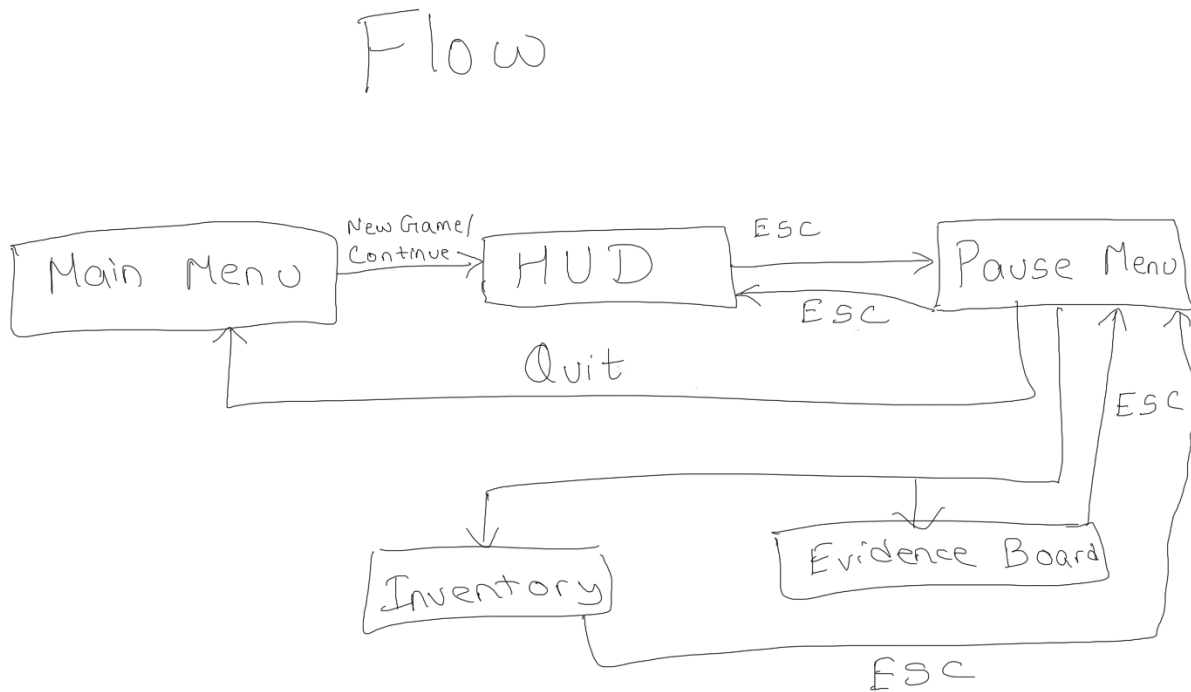 Flow
New Game/
Continue
Main Menu
HUD
ESC
Pause Menu
ESC
Quit
ESC
Inventory
Evidence Board
ESC